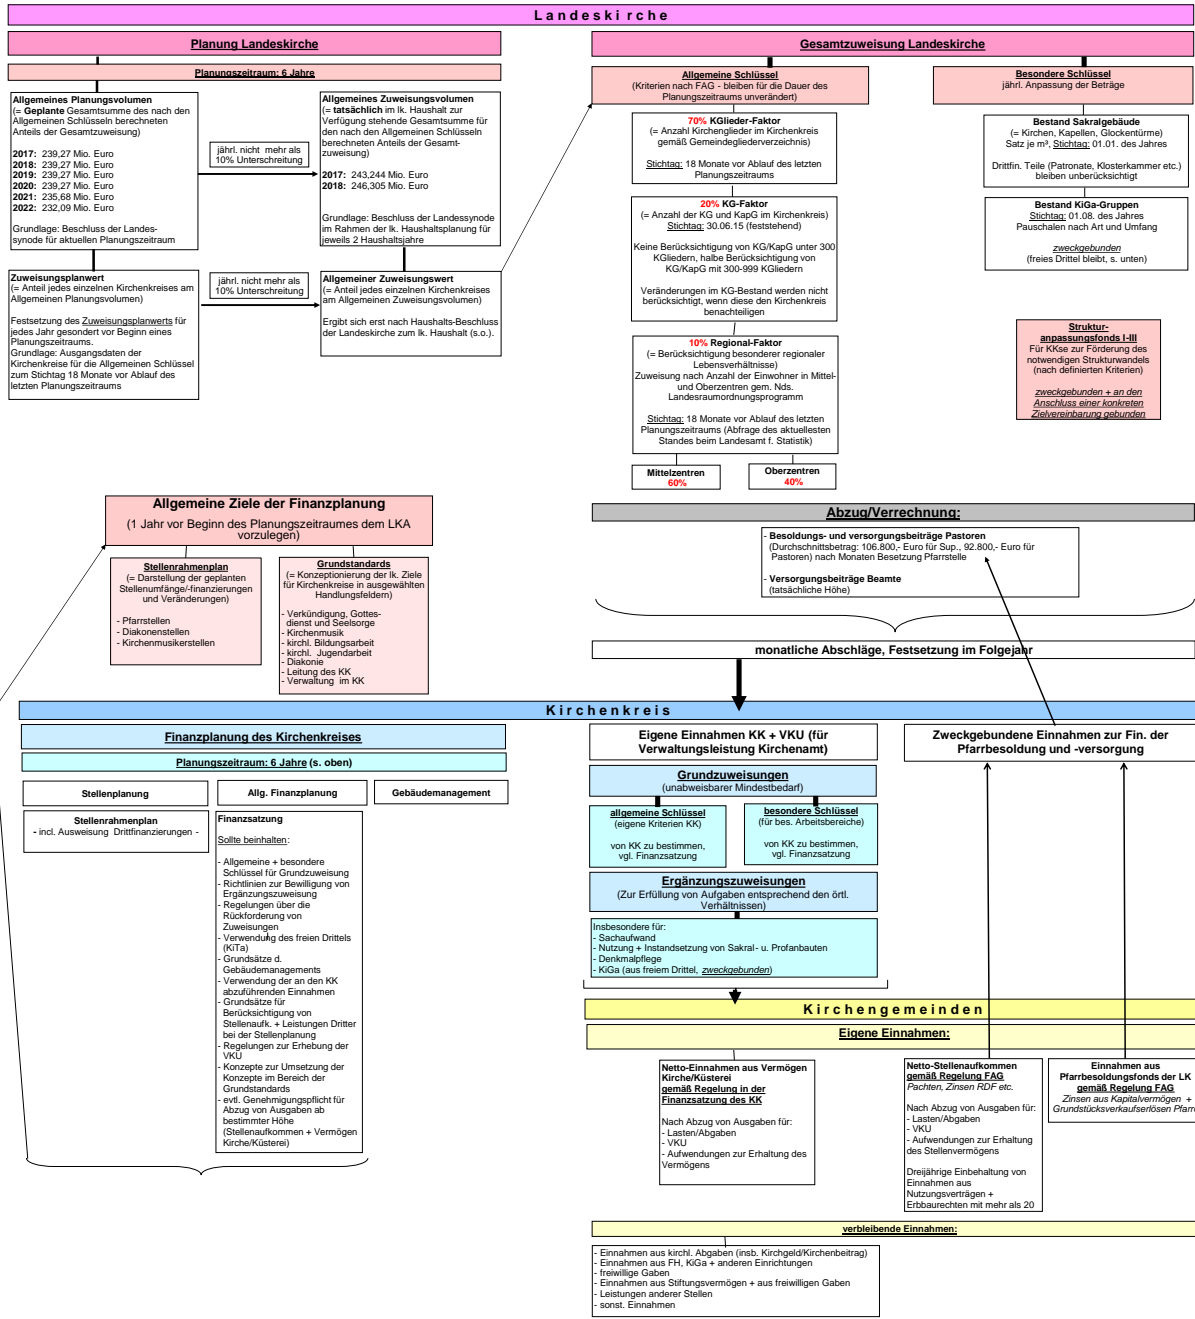 Landeskirche
Planung Landeskirche
Planungszeitraum: 6 Jahre
Allgemeines Planungsvolumen
(= Geplante Gesamtsumme des nach den
Allgemeinen Schlüsseln berechneten
Anteils der Gesamtzuweisung)
2017: 239,27 Mio. Euro
2018: 239,27 Mio. Euro
2019: 239,27 Mio. Euro
2020: 239,27 Mio. Euro
2021: 235,68 Mio. Euro
2022: 232,09 Mio. Euro
Grundlage: Beschluss der Landes-
synode für aktuellen Planungszeitraum
jährl. nicht mehr als
10% Unterschreitung
Allgemeines Zuweisungsvolumen
(= tatsächlich im lk. Haushalt zur
Verfügung stehende Gesamtsumme für
den nach den Allgemeinen Schlüsseln
berechneten Anteils der Gesamt-
zuweisung)
2017: 243,244 Mio. Euro
2018: 246,305 Mio. Euro
Grundlage: Beschluss der Landessynode
im Rahmen der lk. Haushaltsplanung für
jeweils 2 Haushaltsjahre
Zuweisungsplanwert
(= Anteil jedes einzelnen Kirchenkreises am
Allgemeinen Planungsvolumen)
Festsetzung des Zuweisungsplanwerts für
jedes Jahr gesondert vor Beginn eines
Planungszeitraums.
Grundlage: Ausgangsdaten der
Kirchenkreise für die Allgemeinen Schlüssel
zum Stichtag 18 Monate vor Ablauf des
letzten Planungszeitraums
jährl. nicht mehr als
10% Unterschreitung
Allgemeiner Zuweisungswert
(= Anteil jedes einzelnen Kirchenkreises
am Allgemeinen Zuweisungsvolumen)
Ergibt sich erst nach Haushalts-Beschluss
der Landeskirche zum lk. Haushalt (s.o.).
Gesamtzuweisung Landeskirche
Allgemeine Schlüssel
(Kriterien nach FAG - bleiben für die Dauer des
Planungszeitraums unverändert)
70% KGlieder-Faktor
(= Anzahl Kirchenglieder im Kirchenkreis
gemäß Gemeindegliederverzeichnis)
Stichtag: 18 Monate vor Ablauf des letzten
Planungszeitraums
20% KG-Faktor
(= Anzahl der KG und KapG im Kirchenkreis)
Stichtag: 30.06.15 (feststehend)
Keine Berücksichtigung von KG/KapG unter 300
KGliedern, halbe Berücksichtigung von
KG/KapG mit 300-999 KGliedern
Veränderungen im KG-Bestand werden nicht
berücksichtigt, wenn diese den Kirchenkreis
benachteiligen
10% Regional-Faktor
(= Berücksichtigung besonderer regionaler
Lebensverhältnisse)
Zuweisung nach Anzahl der Einwohner in Mittel-
und Oberzentren gem. Nds.
Landesraumordnungsprogramm
Stichtag: 18 Monate vor Ablauf des letzten
Planungszeitraums (Abfrage des aktuellesten
Standes beim Landesamt f. Statistik)
Mittelzentren
60%
Oberzentren
40%
Besondere Schlüssel
jährl. Anpassung der Beträge
Bestand Sakralgebäude
(= Kirchen, Kapellen, Glockentürme)
Satz je m³, Stichtag: 01.01. des Jahres
Drittfin. Teile (Patronate, Klosterkammer etc.)
bleiben unberücksichtigt
Bestand KiGa-Gruppen
Stichtag: 01.08. des Jahres
Pauschalen nach Art und Umfang
zweckgebunden
(freies Drittel bleibt, s. unten)
Struktur-
anpassungsfonds I-III
Für KKse zur Förderung des
notwendigen Strukturwandels
(nach definierten Kriterien)
zweckgebunden + an den
Anschluss einer konkreten
Zielvereinbarung gebunden
Allgemeine Ziele der Finanzplanung
(1 Jahr vor Beginn des Planungszeitraumes dem LKA
vorzulegen)
Stellenrahmenplan
(= Darstellung der geplanten
Stellenumfänge/-finanzierungen
und Veränderungen)
- Pfarrstellen
- Diakonenstellen
- Kirchenmusikerstellen
Grundstandards
(= Konzeptionierung der lk. Ziele
für Kirchenkreise in ausgewählten
Handlungsfeldern)
- Verkündigung, Gottes-
dienst und Seelsorge
- Kirchenmusik
- kirchl. Bildungsarbeit
- kirchl. Jugendarbeit
- Diakonie
- Leitung des KK
- Verwaltung im KK
Abzug/Verrechnung:
- Besoldungs- und versorgungsbeiträge Pastoren
(Durchschnittsbetrag: 106.800,- Euro für Sup., 92.800,- Euro für
Pastoren) nach Monaten Besetzung Pfarrstelle
- Versorgungsbeiträge Beamte
(tatsächliche Höhe)
monatliche Abschläge, Festsetzung im Folgejahr
Kirchenkreis
Finanzplanung des Kirchenkreises
Planungszeitraum: 6 Jahre (s. oben)
Stellenplanung
Allg. Finanzplanung
Gebäudemanagement
Stellenrahmenplan
- incl. Ausweisung Drittfinanzierungen -
Finanzsatzung
Sollte beinhalten:
- Allgemeine + besondere
Schlüssel für Grundzuweisung
- Richtlinien zur Bewilligung von
Ergänzungszuweisung
- Regelungen über die
Rückforderung von
Zuweisungen
- Verwendung des freien Drittels
(KiTa)
- Grundsätze d.
Gebäudemanagements
- Verwendung der an den KK
abzuführenden Einnahmen
- Grundsätze für
Berücksichtigung von
Stellenaufk. + Leistungen Dritter
bei der Stellenplanung
- Regelungen zur Erhebung der
VKU
- Konzepte zur Umsetzung der
Konzepte im Bereich der
Grundstandards
- evtl. Genehmigungspflicht für
Abzug von Ausgaben ab
bestimmter Höhe
(Stellenaufkommen + Vermögen
Kirche/Küsterei)
Eigene Einnahmen KK + VKU (für
Verwaltungsleistung Kirchenamt)
Grundzuweisungen
(unabweisbarer Mindestbedarf)
allgemeine Schlüssel
(eigene Kriterien KK)
von KK zu bestimmen,
vgl. Finanzsatzung
besondere Schlüssel
(für bes. Arbeitsbereiche)
von KK zu bestimmen,
vgl. Finanzsatzung
Ergänzungszuweisungen
(Zur Erfüllung von Aufgaben entsprechend den örtl.
Verhältnissen)
Insbesondere für:
- Sachaufwand
- Nutzung + Instandsetzung von Sakral- u. Profanbauten
- Denkmalpflege
- KiGa (aus freiem Drittel, zweckgebunden)
Zweckgebundene Einnahmen zur Fin. der
Pfarrbesoldung und -versorgung
Kirchengemeinden
Eigene Einnahmen:
Netto-Einnahmen aus Vermögen
Kirche/Küsterei
gemäß Regelung in der
Finanzsatzung des KK
Nach Abzug von Ausgaben für:
- Lasten/Abgaben
- VKU
- Aufwendungen zur Erhaltung des
Vermögens
Netto-Stellenaufkommen
gemäß Regelung FAG
Pachten, Zinsen RDF etc.
Nach Abzug von Ausgaben für:
- Lasten/Abgaben
- VKU
- Aufwendungen zur Erhaltung
des Stellenvermögens
Dreijährige Einbehaltung von
Einnahmen aus
Nutzungsverträgen +
Erbbaurechten mit mehr als 20
Einnahmen aus
Pfarrbesoldungsfonds der LK
gemäß Regelung FAG
Zinsen aus Kapitalvermögen +
Grundstücksverkaufserlösen
verbleibende Einnahmen:
- Einnahmen aus kirchl. Abgaben (insb. Kirchgeld/Kirchenbeitrag)
- Einnahmen aus FH, KiGa + anderen Einrichtungen
- freiwillige Gaben
- Einnahmen aus Stiftungsvermögen + aus freiwilligen Gaben
- Leistungen anderer Stellen
- sonst. Einnahmen